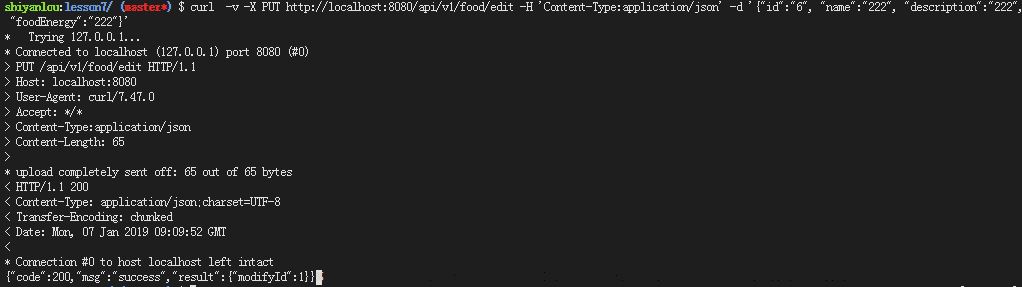 shiyanlou:lesson7/ (master*) $ curl -v -X PUT http://localhost:8080/api/v1/food/edit -H 'Content-Type:application/json' -d '{"id":"6", "name":"222", "description":"222",
"foodEnergy":"222"}'
* Trying 127.0.0.1...
* Connected to localhost (127.0.0.1) port 8080 (#0)
> PUT /api/v1/food/edit HTTP/1.1
> Host: localhost:8080
> User-Agent: curl/7.47.0
> Accept: */*
> Content-Type:application/json
> Content-Length: 65
>
* upload completely sent off: 65 out of 65 bytes
< HTTP/1.1 200
< Content-Type: application/json;charset=UTF-8
< Transfer-Encoding: chunked
< Date: Mon, 07 Jan 2019 09:09:52 GMT
<
* Connection #0 to host localhost left intact
{"code":200,"msg":"success","result":{"modifyId":1}}